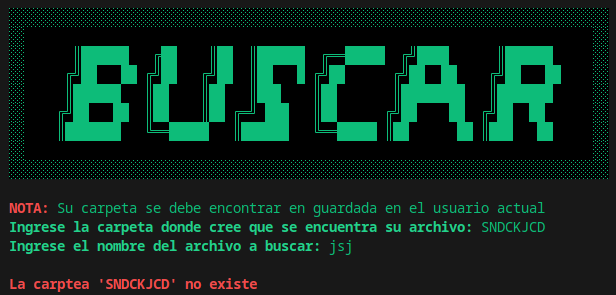 BUSCAR
NOTA: Su carpeta se debe encontrar en guardada en el usuario actual
Ingrese la carpeta donde cree que se encuentra su archivo: SNDCKJCD
Ingrese el nombre del archivo a buscar: jsj
La carptea 'SNDCKJCD' no existe